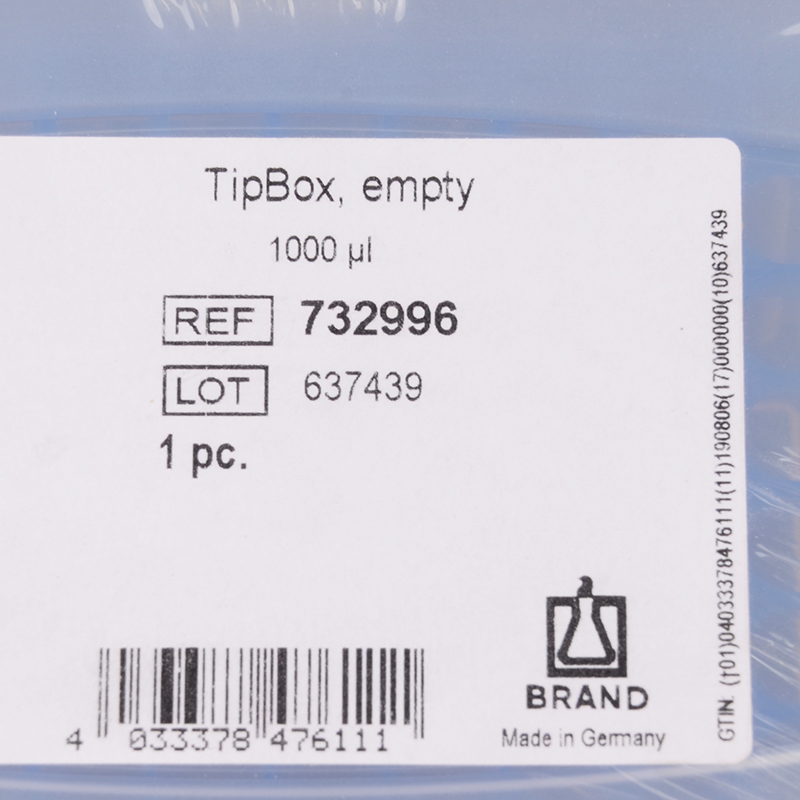 TipBox, empty
1000 µl
REF 732996
LOT 637439
1 pc.
BRAND
Made in Germany
4 033378 476111
GTIN: (†01)04033378476111(11)190806(17)000000(10)637439